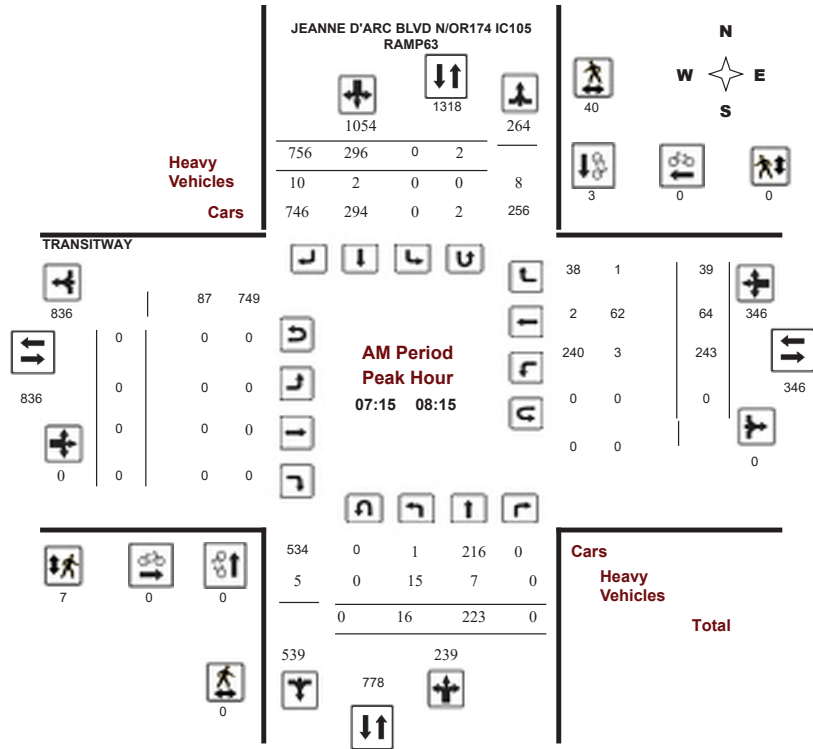 JEANNE D'ARC BLVD N/OR174 IC105
RAMP63
N
W E
S
1054
1318
264
40
756 296 0 2
Heavy
Vehicles
10 2 0 0 8
Cars
746 294 0 2 256
3 0 0
TRANSITWAY
836
87 749
0 0 0
836
0 0 0
0 0 0
0
0 0 0
AM Period
Peak Hour
07:15 08:15
38 1 39
2 62 64
346
240 3 243
346
0 0 0
0 0
0
534 0 1 216 0
5 0 15 7 0
0 16 223 0
539
778
239
Cars
Heavy
Vehicles
Total
7 0 0
0